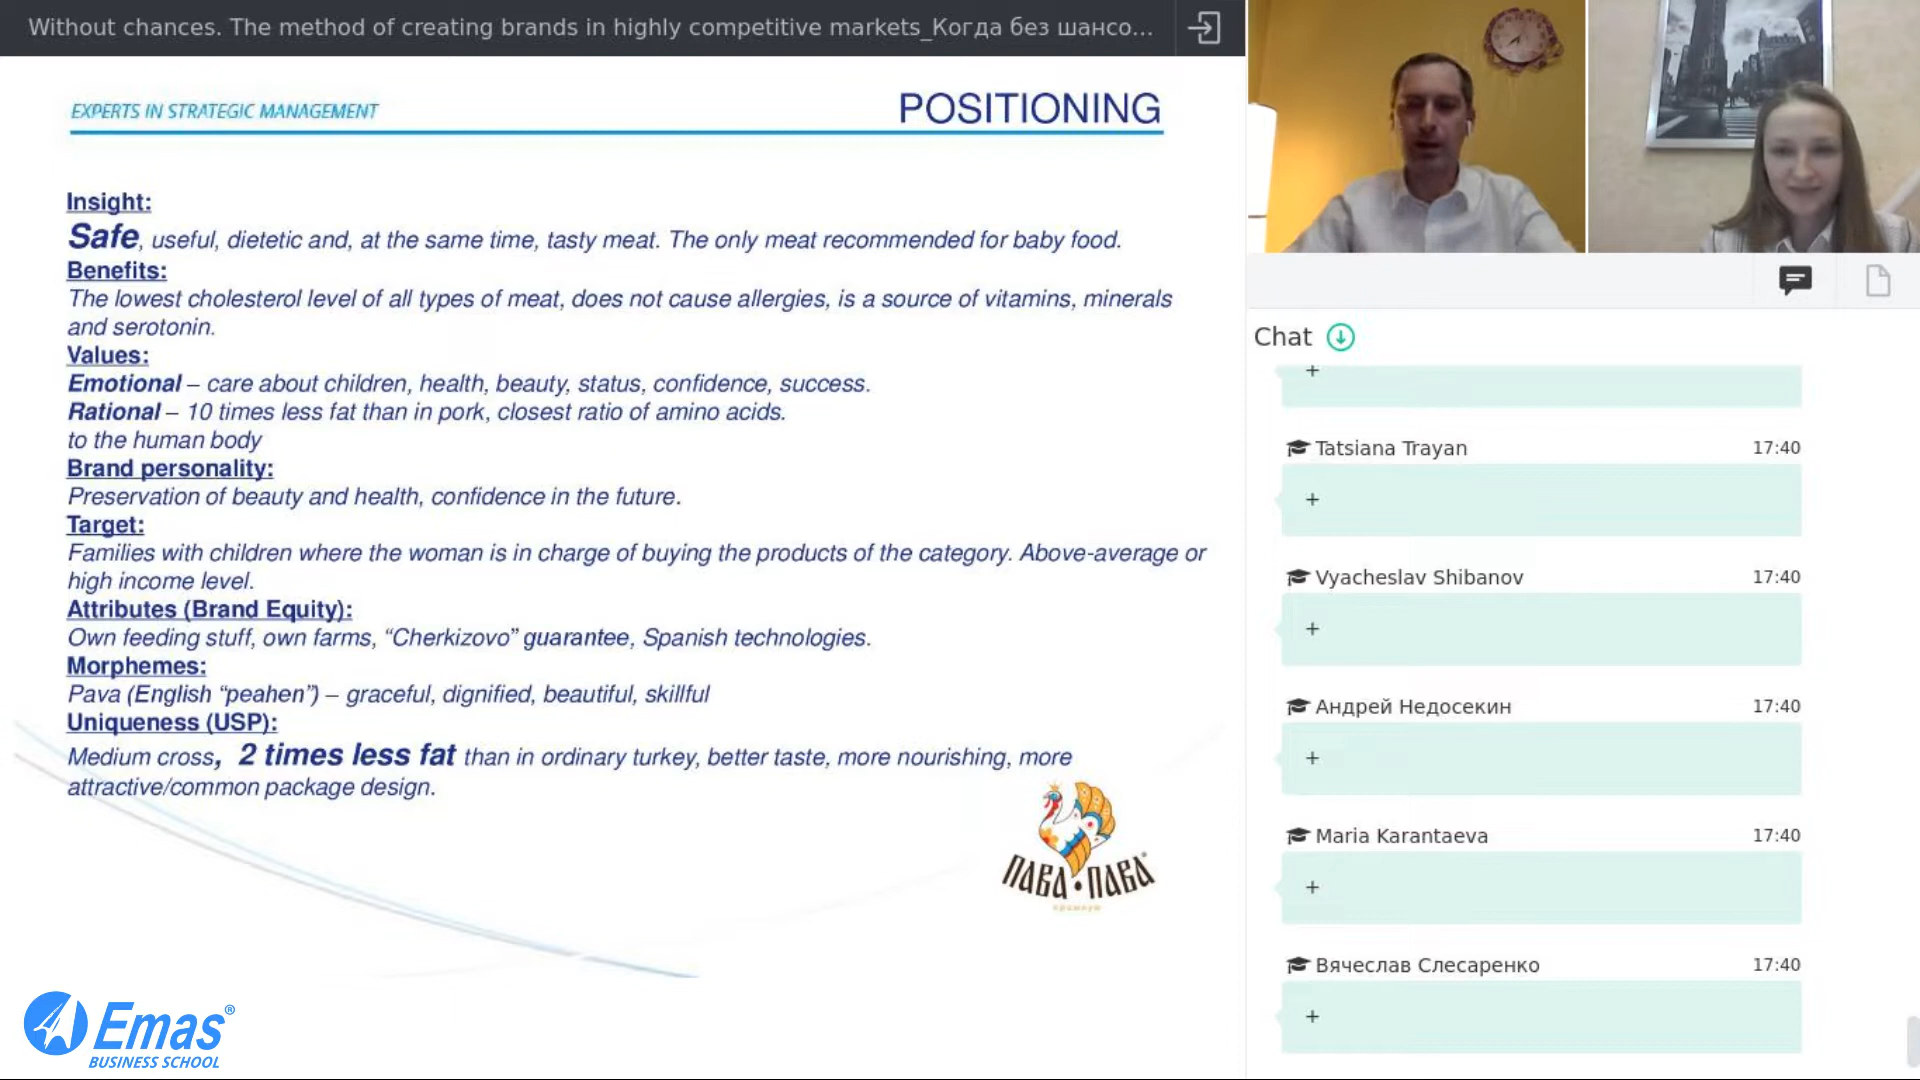 Without chances. The method of creating brands in highly competitive markets_Когда без шансо...
EXPERTS IN STRATEGIC MANAGEMENT
POSITIONING
Insight:
Safe, useful, dietetic and, at the same time, tasty meat. The only meat recommended for baby food.
Benefits:
The lowest cholesterol level of all types of meat, does not cause allergies, is a source of vitamins, minerals
and serotonin.
Values:
Emotional – care about children, health, beauty, status, confidence, success.
Rational – 10 times less fat than in pork, closest ratio of amino acids.
to the human body
Brand personality:
Preservation of beauty and health, confidence in the future.
Target:
Families with children where the woman is in charge of buying the products of the category. Above-average or
high income level.
Attributes (Brand Equity):
Own feeding stuff, own farms, “Cherkizovo” guarantee, Spanish technologies.
Morphemes:
Pava (English “peahen”) – graceful, dignified, beautiful, skillful
Uniqueness (USP):
Medium cross, 2 times less fat than in ordinary turkey, better taste, more nourishing, more
attractive/common package design.
ПАВА•ПАВА®
Emas®
BUSINESS SCHOOL
Chat
+
Tatsiana Trayan 17:40
+
Vyacheslav Shibanov 17:40
+
Андрей Недосекин 17:40
+
Maria Karantaeva 17:40
+
Вячеслав Слесаренко 17:40
+